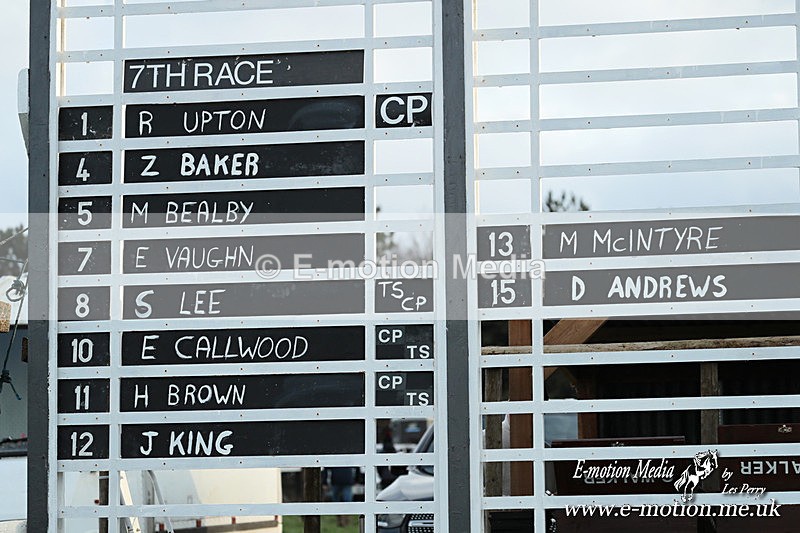 7TH RACE
1 R UPTON CP
4 Z BAKER
5 M BEALBY
7 E VAUGHN
8 S LEE TS CP
10 E CALLWOOD CP TS
11 H BROWN CP TS
12 J KING
13 M McINTYRE
15 D ANDREWS
© E-motion Media
WALKER
WALKER
E-motion Media
by
Les Perry
www.e-motion.me.uk